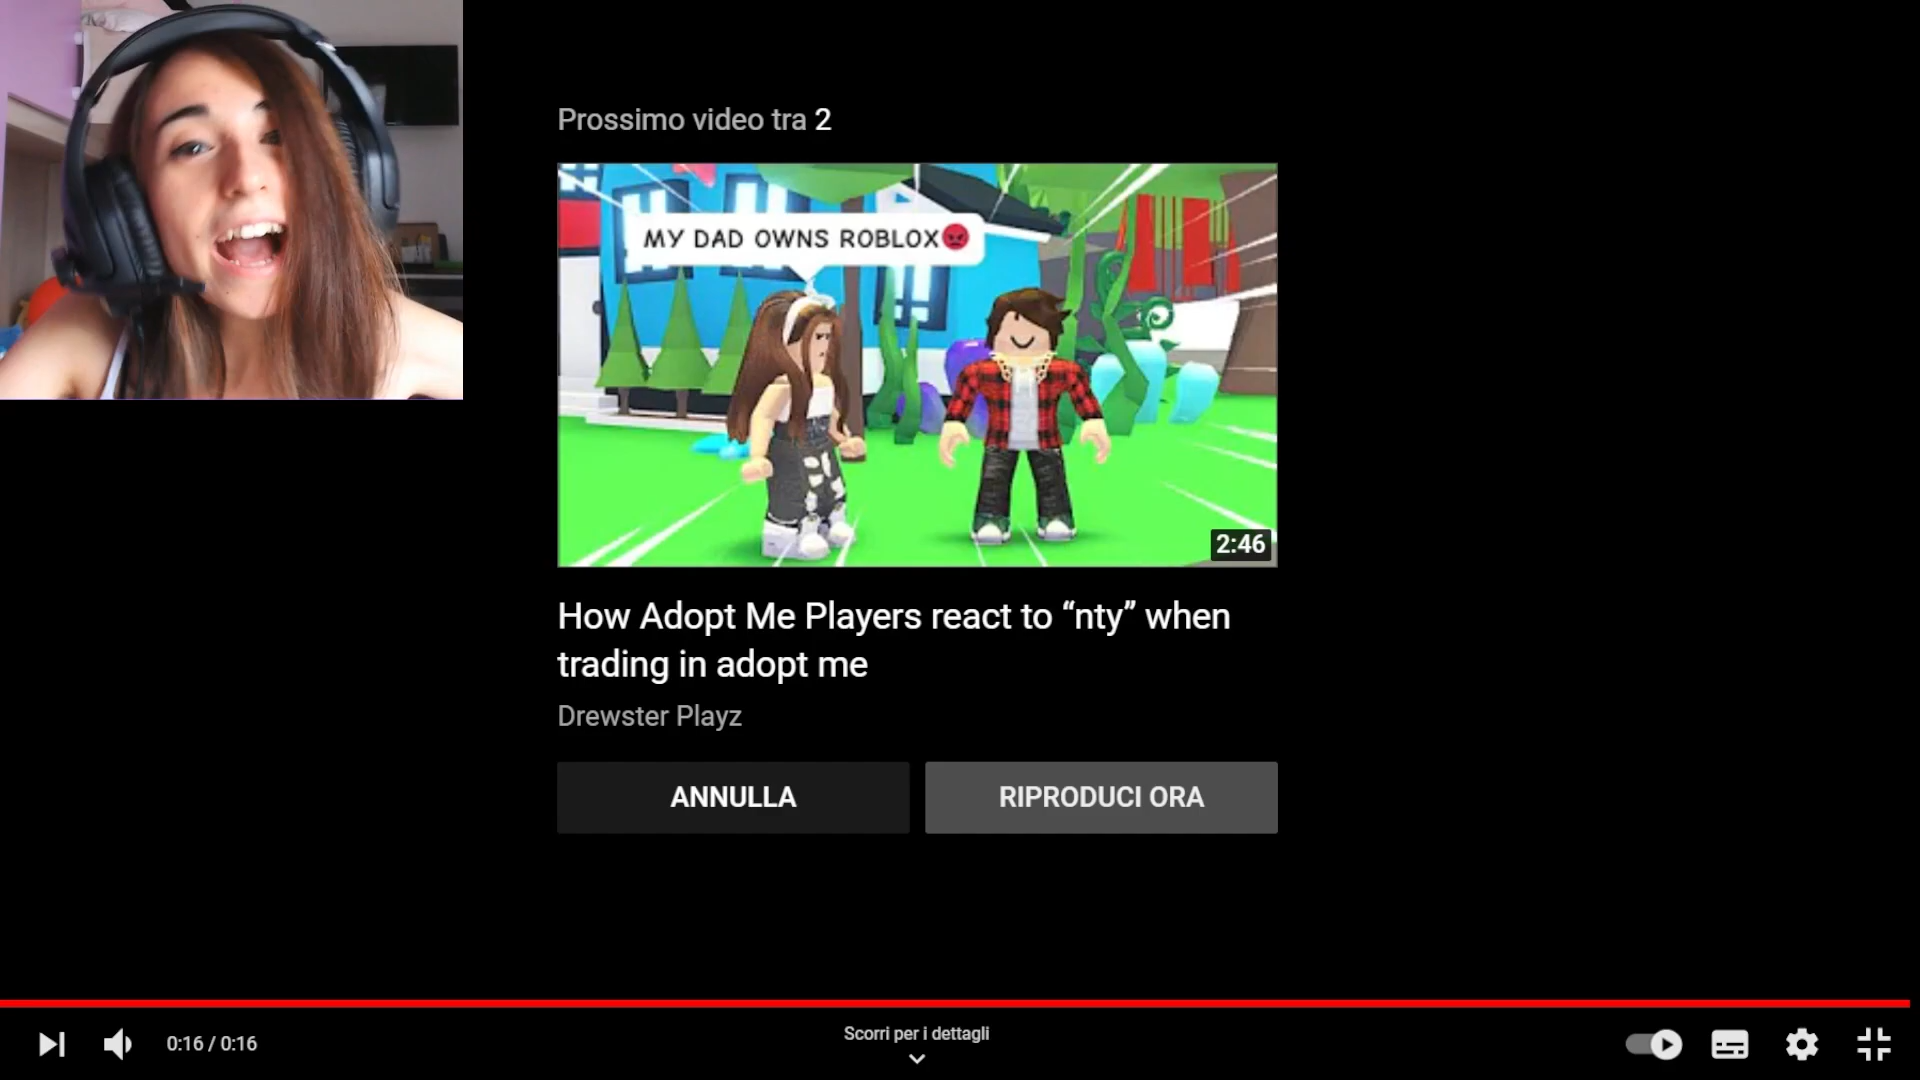 Prossimo video tra 2
MY DAD OWNS ROBLOX😡
2:46
How Adopt Me Players react to “nty” when
trading in adopt me
Drewster Playz
ANNULLA
RIPRODUCI ORA
0:16 / 0:16
Scorri per i dettagli